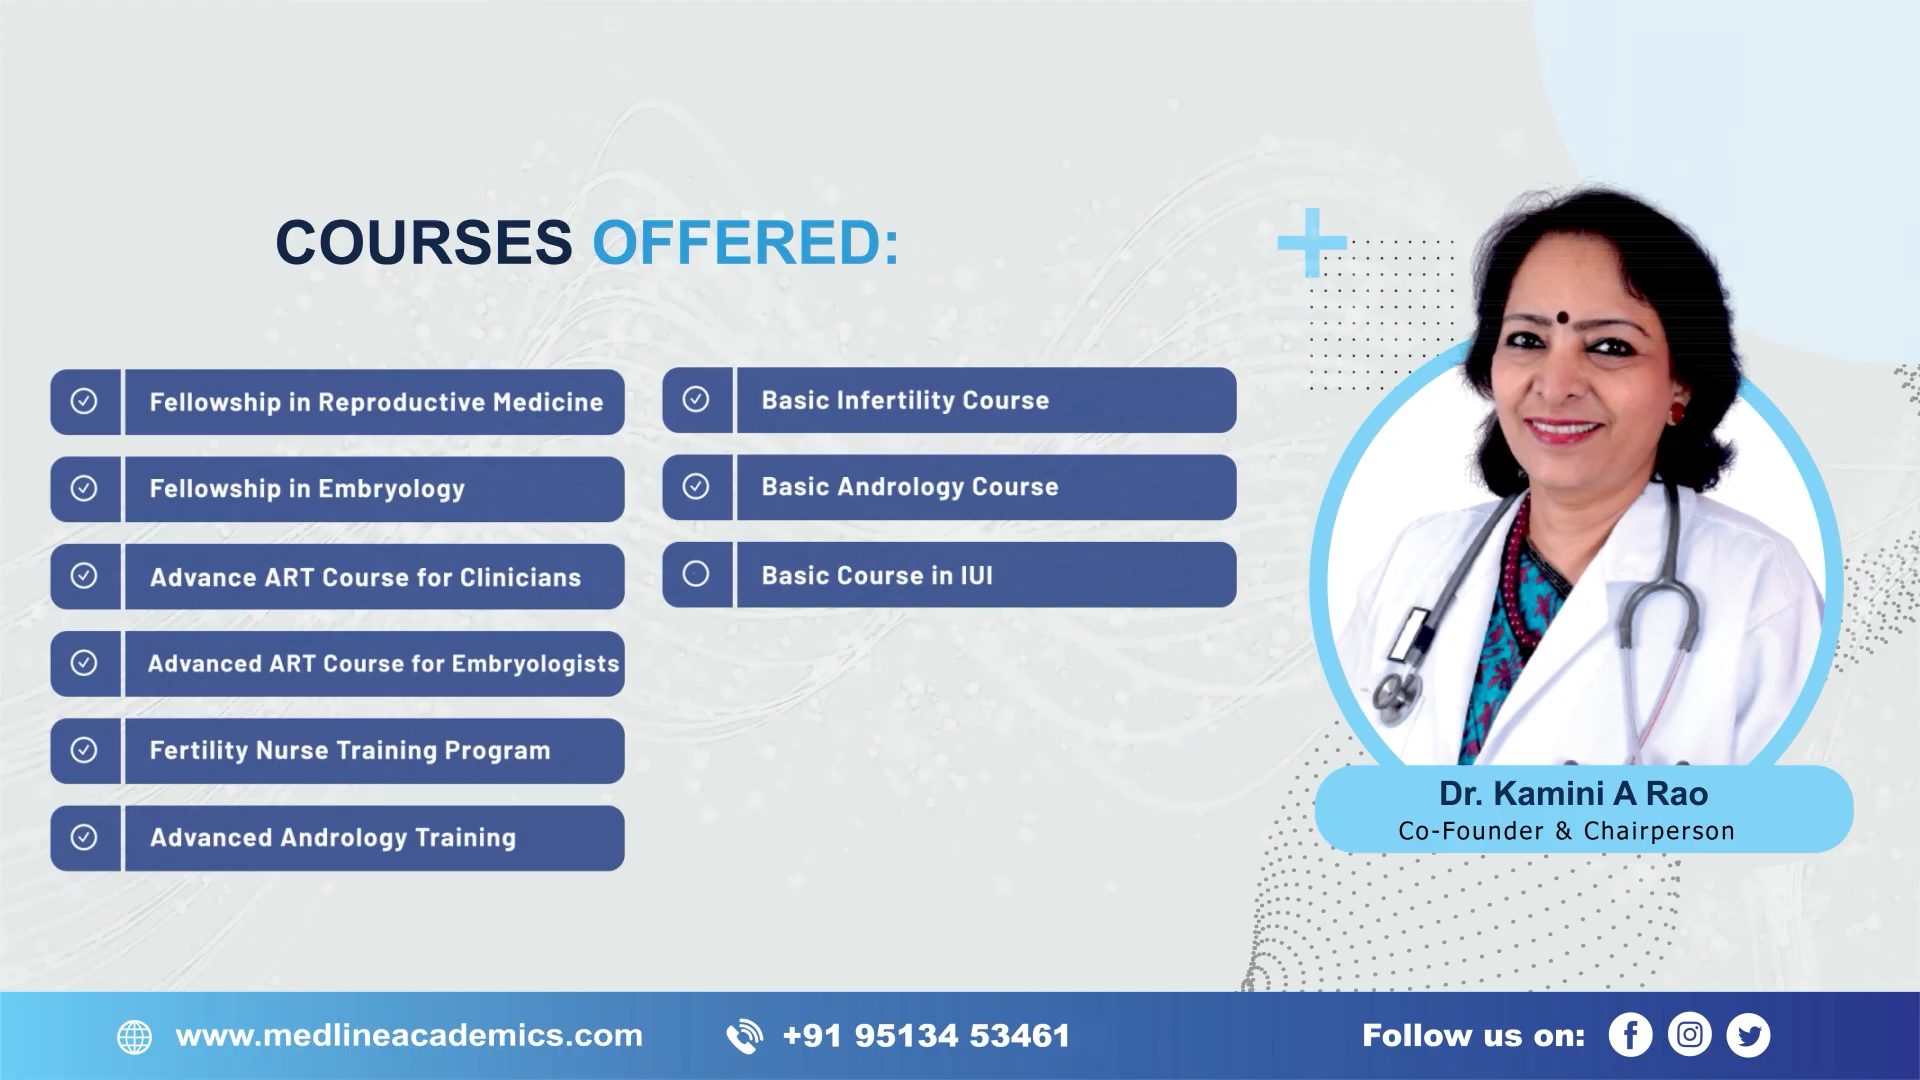 COURSES OFFERED:
Fellowship in Reproductive Medicine
Fellowship in Embryology
Advance ART Course for Clinicians
Advanced ART Course for Embryologists
Fertility Nurse Training Program
Advanced Andrology Training
Basic Infertility Course
Basic Andrology Course
Basic Course in IUI
Dr. Kamini A Rao
Co-Founder & Chairperson
www.medlineacademics.com
+91 95134 53461
Follow us on: